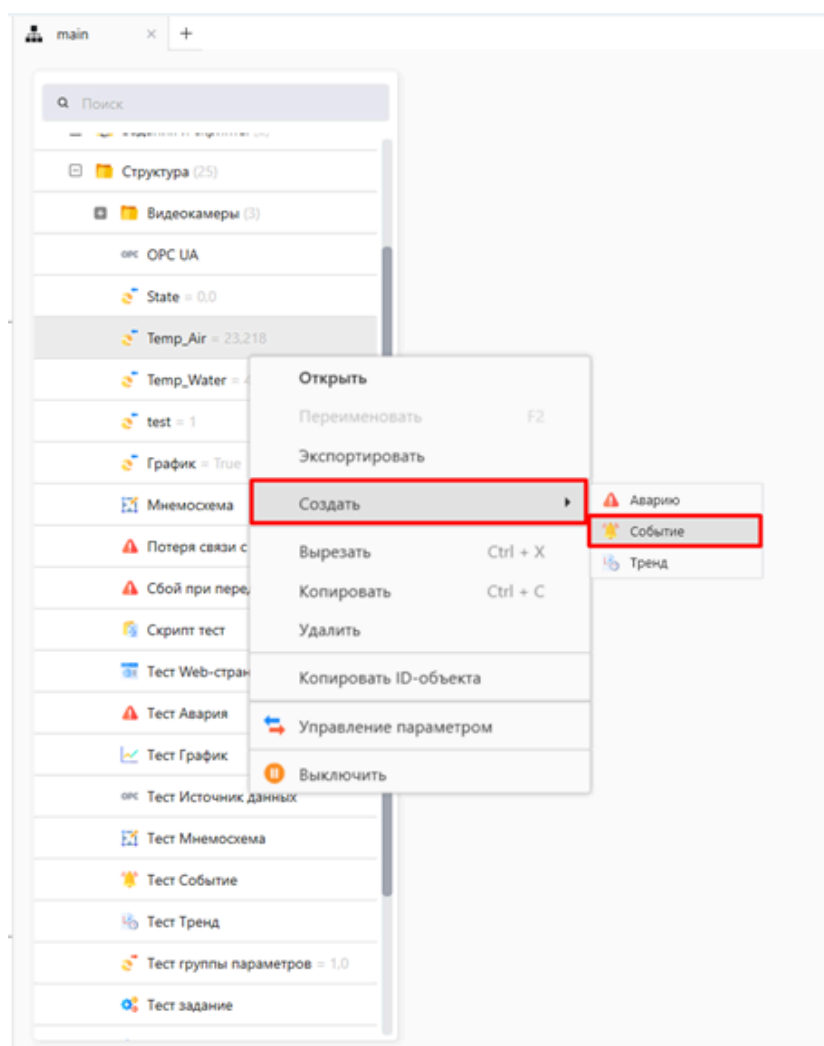 main × +
Поиск
Структура (25)
Видеокамеры (3)
OPC OPC UA
State = 0,0
Temp_Air = 23,218
Temp_Water =
test = 1
График = True
Мнемосхема
Потеря связи с
Сбой при пере
Скрипт тест
Тест Web-стран
Тест Авария
Тест График
OPC Тест Источник данных
Тест Мнемосхема
Тест Событие
Тест Тренд
Тест группы параметров = 1,0
Тест задание
Открыть
Переименовать F2
Экспортировать
Создать
Вырезать Ctrl + X
Копировать Ctrl + C
Удалить
Копировать ID-объекта
Управление параметром
Выключить
Аварию
Событие
Тренд